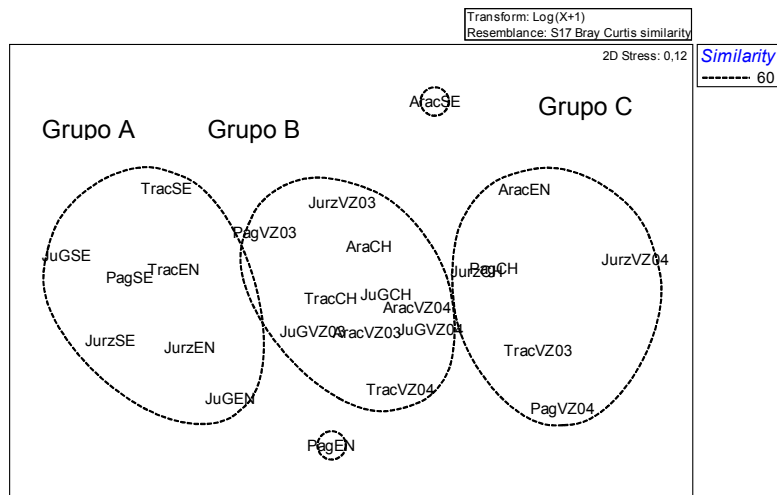 Transform: Log(X+1)
Resemblance: S17 Bray Curtis similarity
2D Stress: 0,12
Similarity
60
AracSE
Grupo A
Grupo B
Grupo C
TracSE
JurzVZ03
AracEN
PagVZ03
AraCH
JuGSE
PagSE
TracEN
JurzCH
PagCH
JurzVZ04
TracCH
JuGCH
AracVZ04
JuGVZ03
AracVZ03
JuGVZ04
JurzSE
JurzEN
TracVZ03
JuGEN
TracVZ04
PagVZ04
PagEN